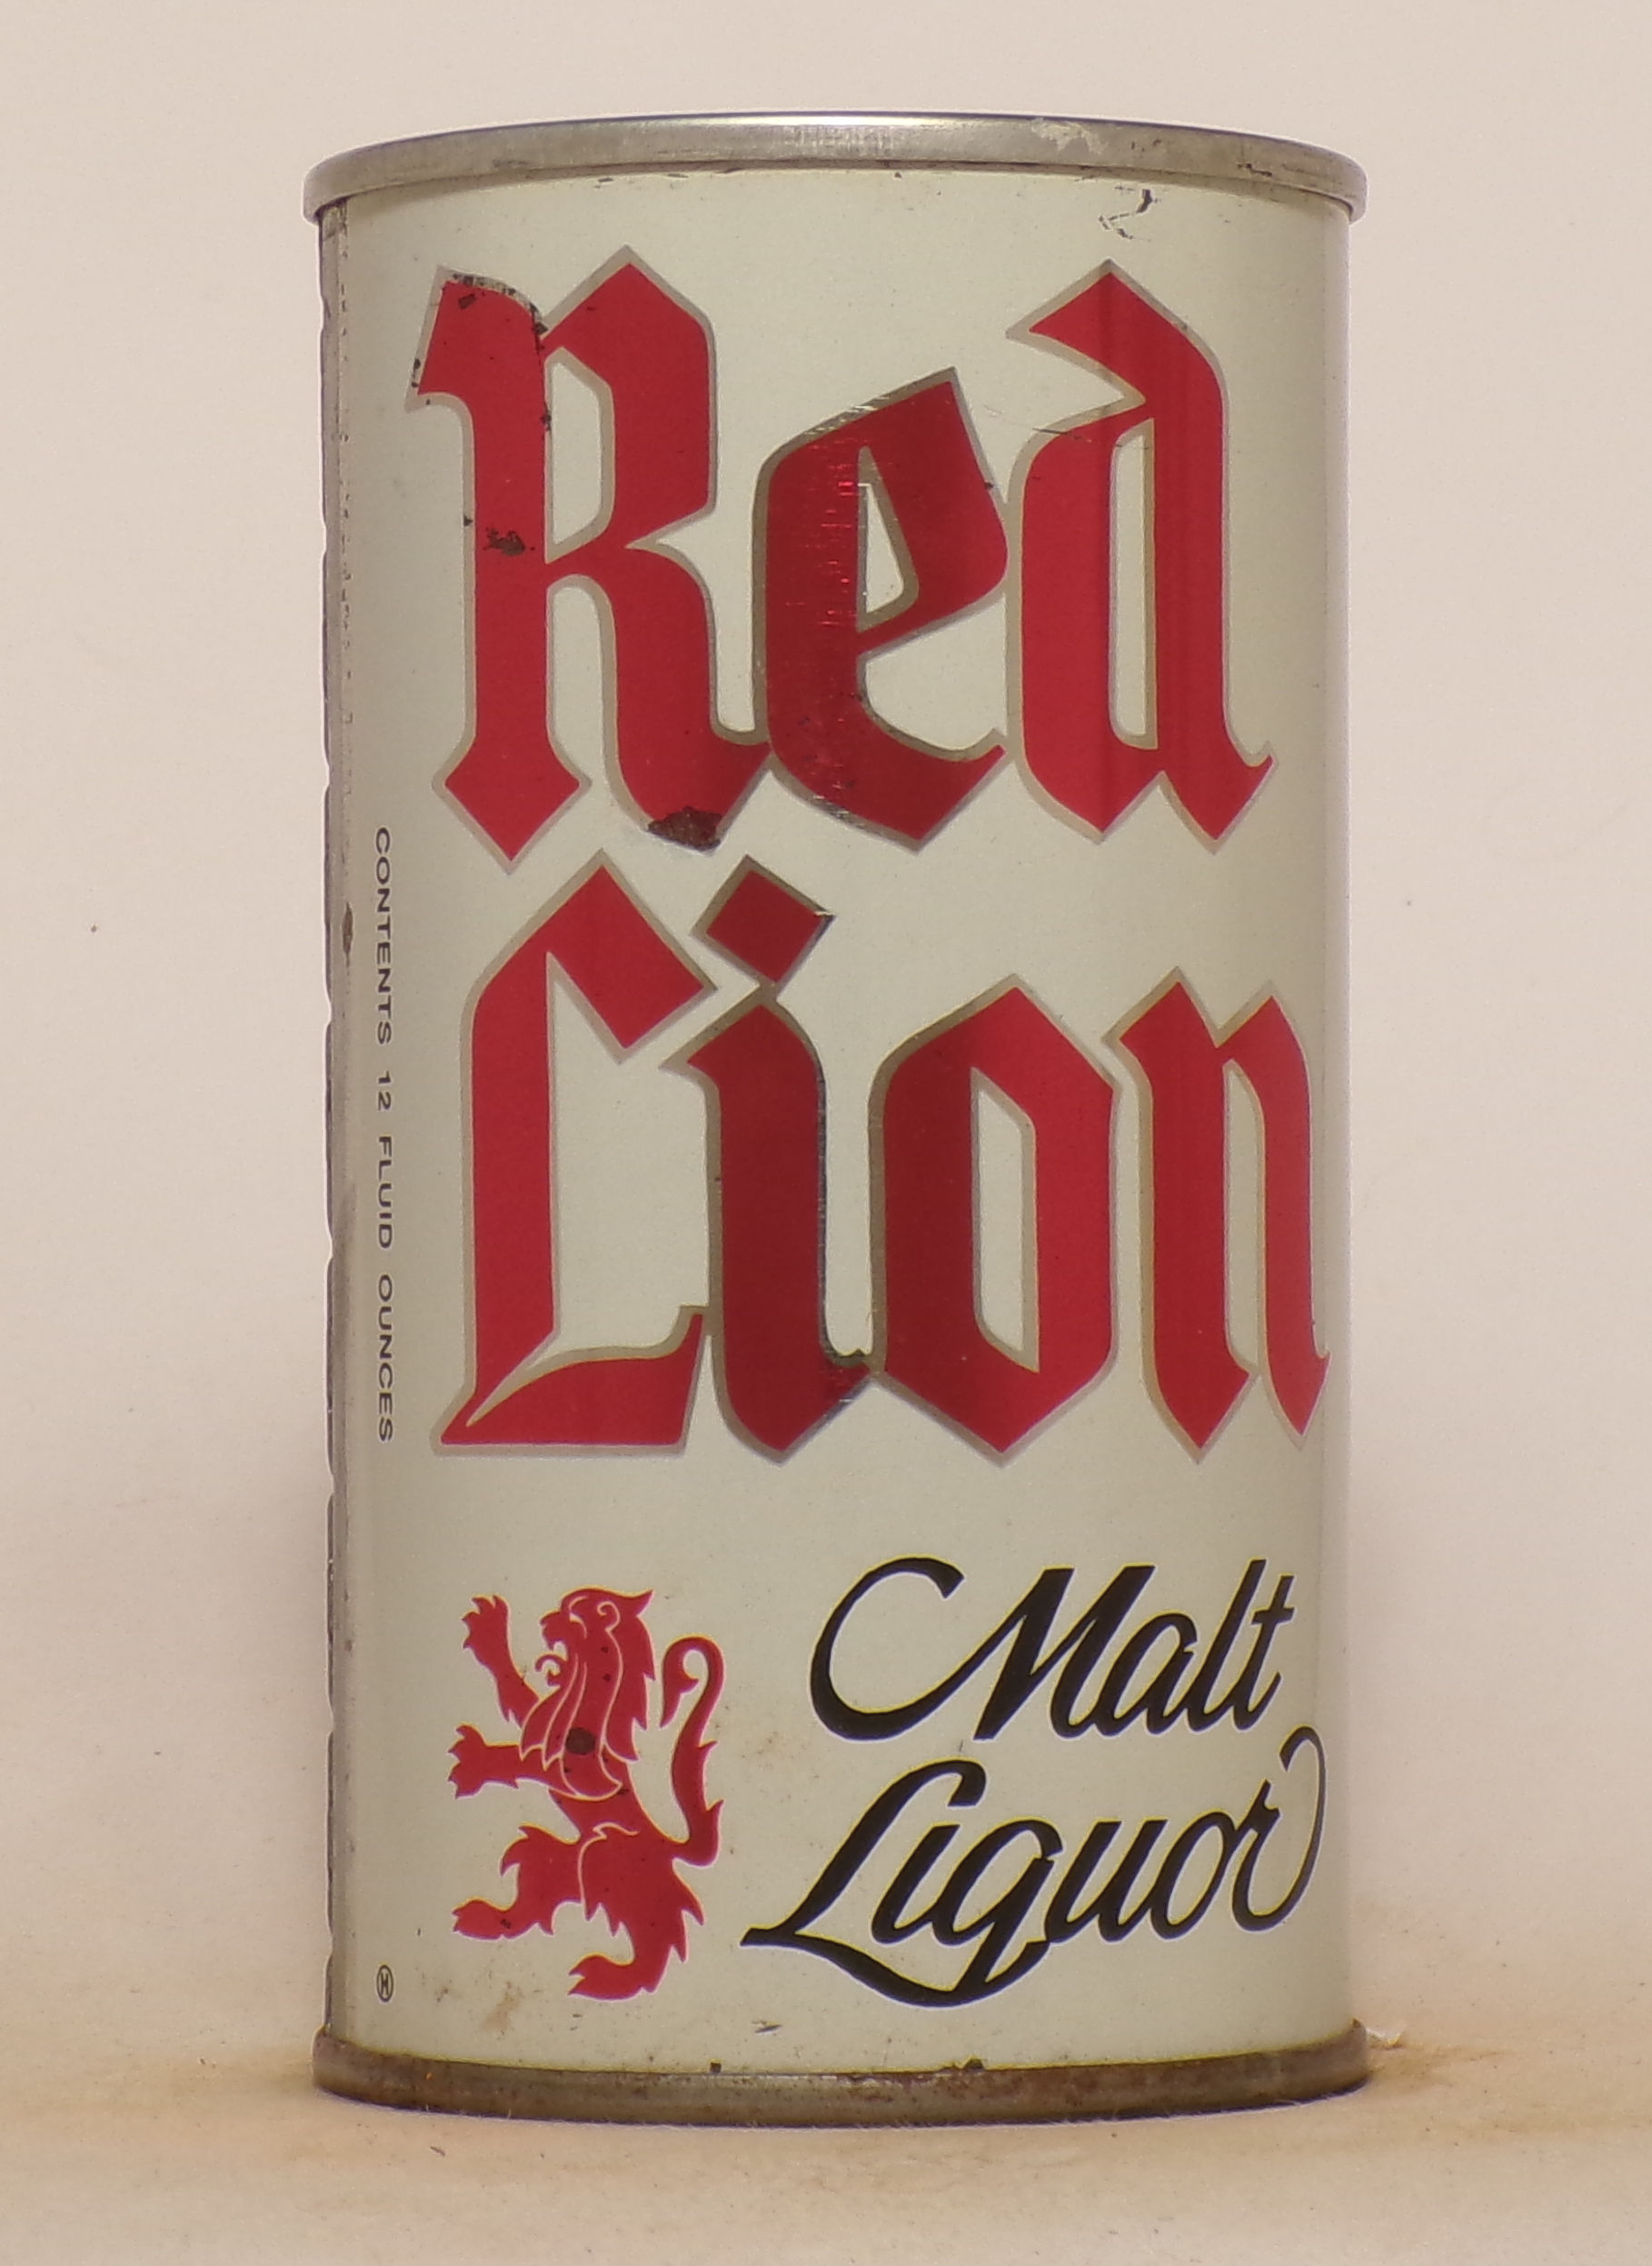 Red
Lion
Malt
Liquor
CONTENTS 12 FLUID OUNCES